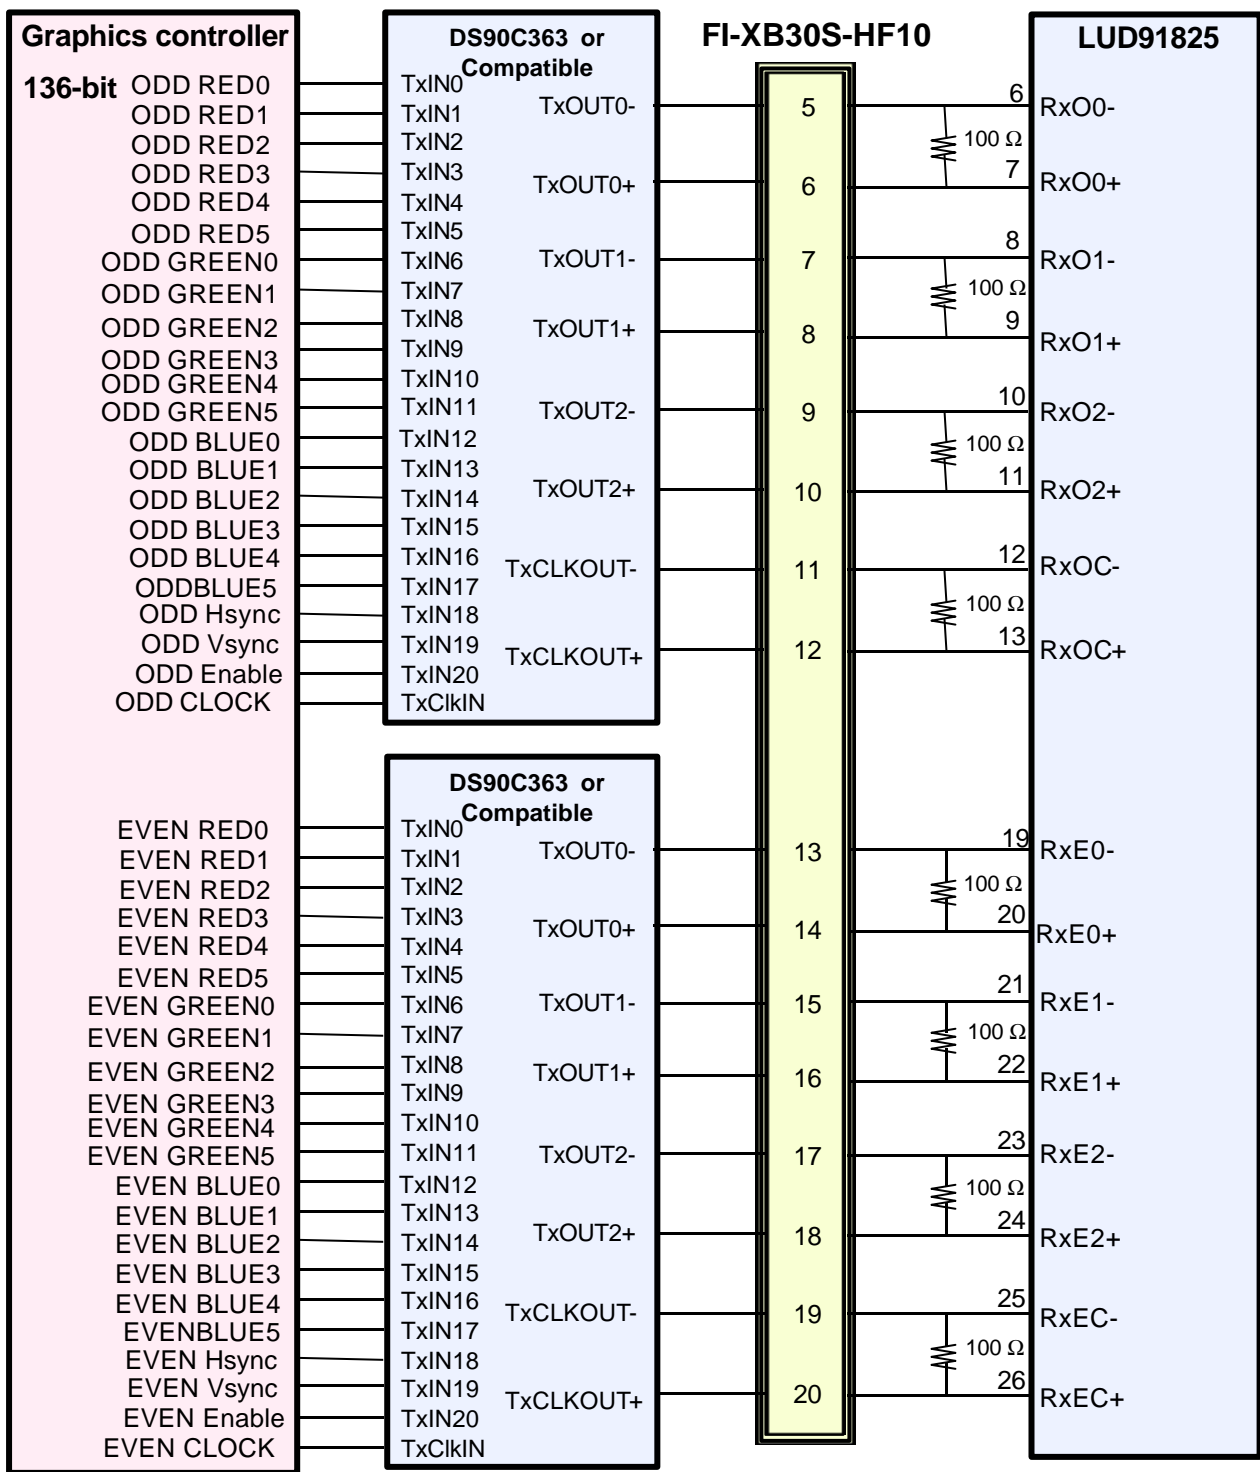 Graphics controller
136-bit ODD RED0
ODD RED1
ODD RED2
ODD RED3
ODD RED4
ODD RED5
ODD GREEN0
ODD GREEN1
ODD GREEN2
ODD GREEN3
ODD GREEN4
ODD GREEN5
ODD BLUE0
ODD BLUE1
ODD BLUE2
ODD BLUE3
ODD BLUE4
ODDBLUE5
ODD Hsync
ODD Vsync
ODD Enable
ODD CLOCK
EVEN RED0
EVEN RED1
EVEN RED2
EVEN RED3
EVEN RED4
EVEN RED5
EVEN GREEN0
EVEN GREEN1
EVEN GREEN2
EVEN GREEN3
EVEN GREEN4
EVEN GREEN5
EVEN BLUE0
EVEN BLUE1
EVEN BLUE2
EVEN BLUE3
EVEN BLUE4
EVENBLUE5
EVEN Hsync
EVEN Vsync
EVEN Enable
EVEN CLOCK
DS90C363 or
Compatible
TxIN0
TxIN1
TxIN2
TxIN3
TxIN4
TxIN5
TxIN6
TxIN7
TxIN8
TxIN9
TxIN10
TxIN11
TxIN12
TxIN13
TxIN14
TxIN15
TxIN16
TxIN17
TxIN18
TxIN19
TxIN20
TxClkIN
TxOUT0-
TxOUT0+
TxOUT1-
TxOUT1+
TxOUT2-
TxOUT2+
TxCLKOUT-
TxCLKOUT+
DS90C363 or
Compatible
TxIN0
TxIN1
TxIN2
TxIN3
TxIN4
TxIN5
TxIN6
TxIN7
TxIN8
TxIN9
TxIN10
TxIN11
TxIN12
TxIN13
TxIN14
TxIN15
TxIN16
TxIN17
TxIN18
TxIN19
TxIN20
TxClkIN
TxOUT0-
TxOUT0+
TxOUT1-
TxOUT1+
TxOUT2-
TxOUT2+
TxCLKOUT-
TxCLKOUT+
FI-XB30S-HF10
5
6
7
8
9
10
11
12
13
14
15
16
17
18
19
20
6
100 Ω
7
8
100 Ω
9
10
100 Ω
11
12
100 Ω
13
19
100 Ω
20
21
100 Ω
22
23
100 Ω
24
25
100 Ω
26
LUD91825
RxO0-
RxO0+
RxO1-
RxO1+
RxO2-
RxO2+
RxOC-
RxOC+
RxE0-
RxE0+
RxE1-
RxE1+
RxE2-
RxE2+
RxEC-
RxEC+